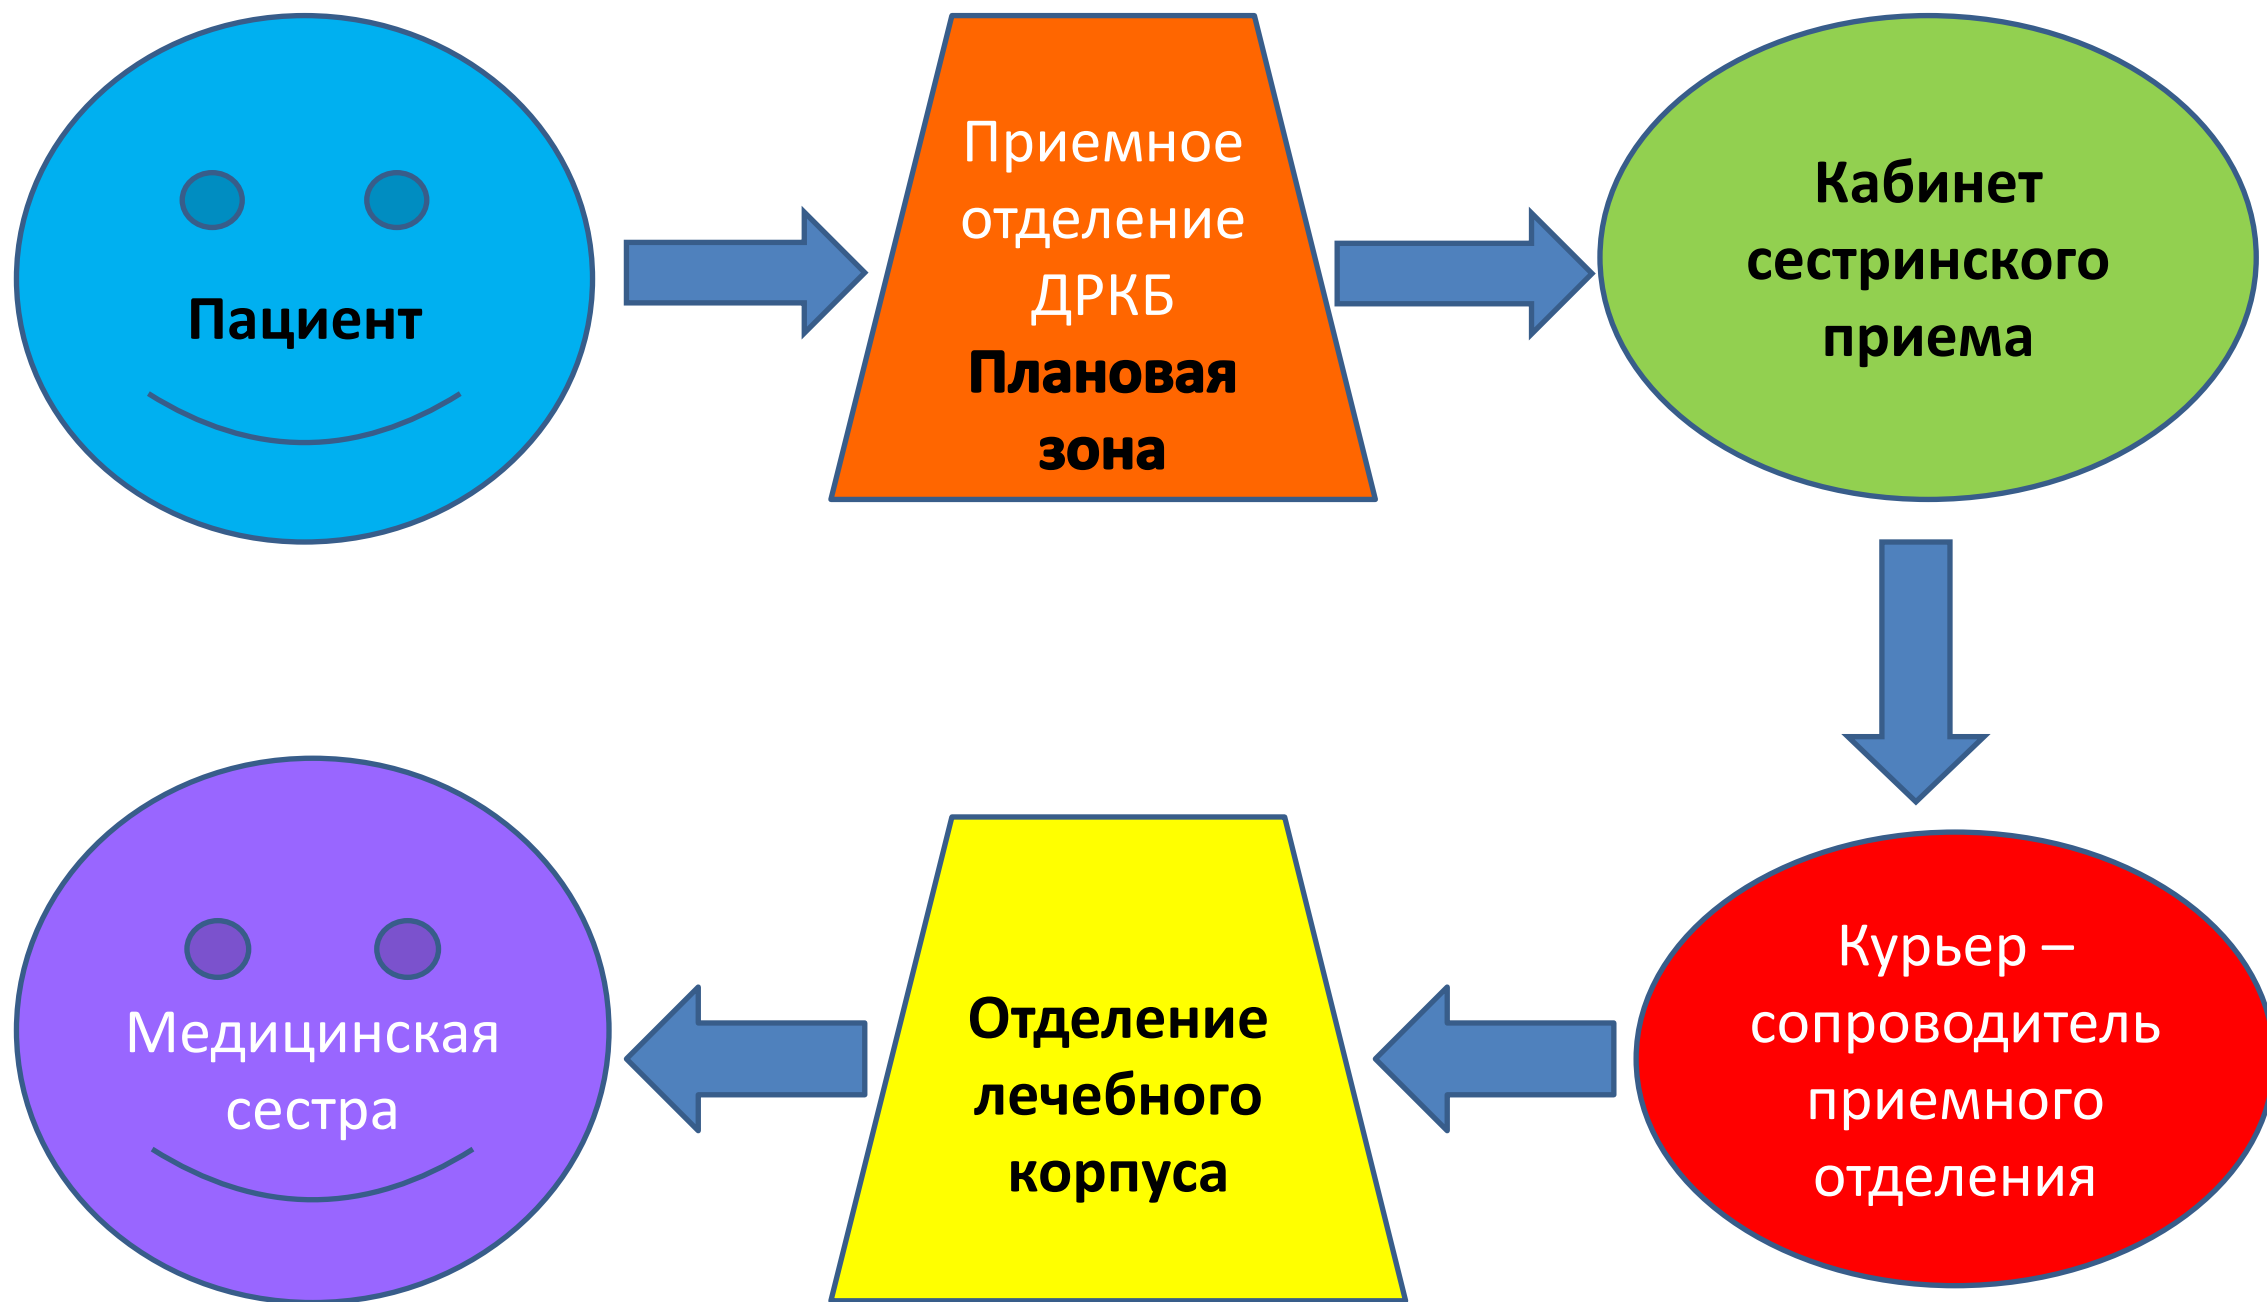 Пациент
Приемное
отделение
ДРКБ
Плановая
зона
Кабинет
сестринского
приема
Медицинская
сестра
Отделение
лечебного
корпуса
Курьер –
сопроводитель
приемного
отделения